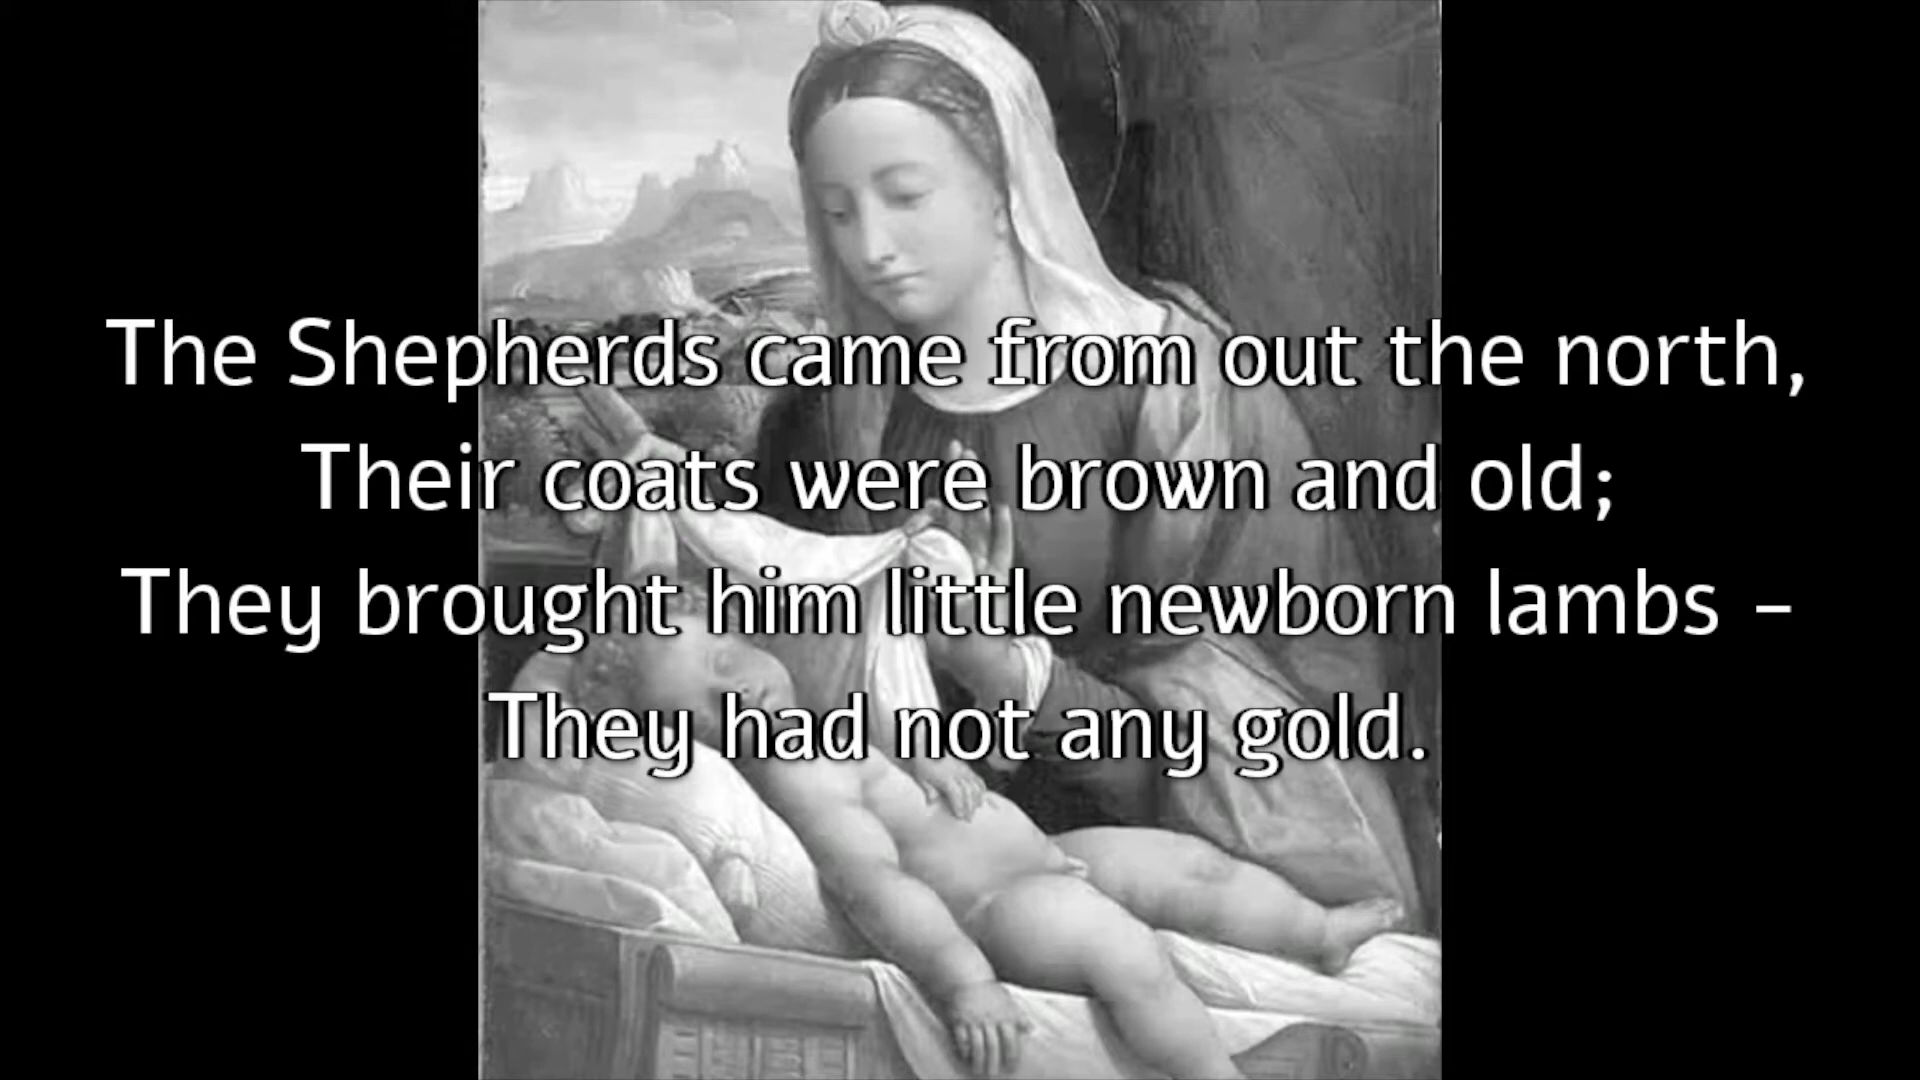 The Shepherds came from out the north,
Their coats were brown and old;
They brought him little newborn lambs –
They had not any gold.